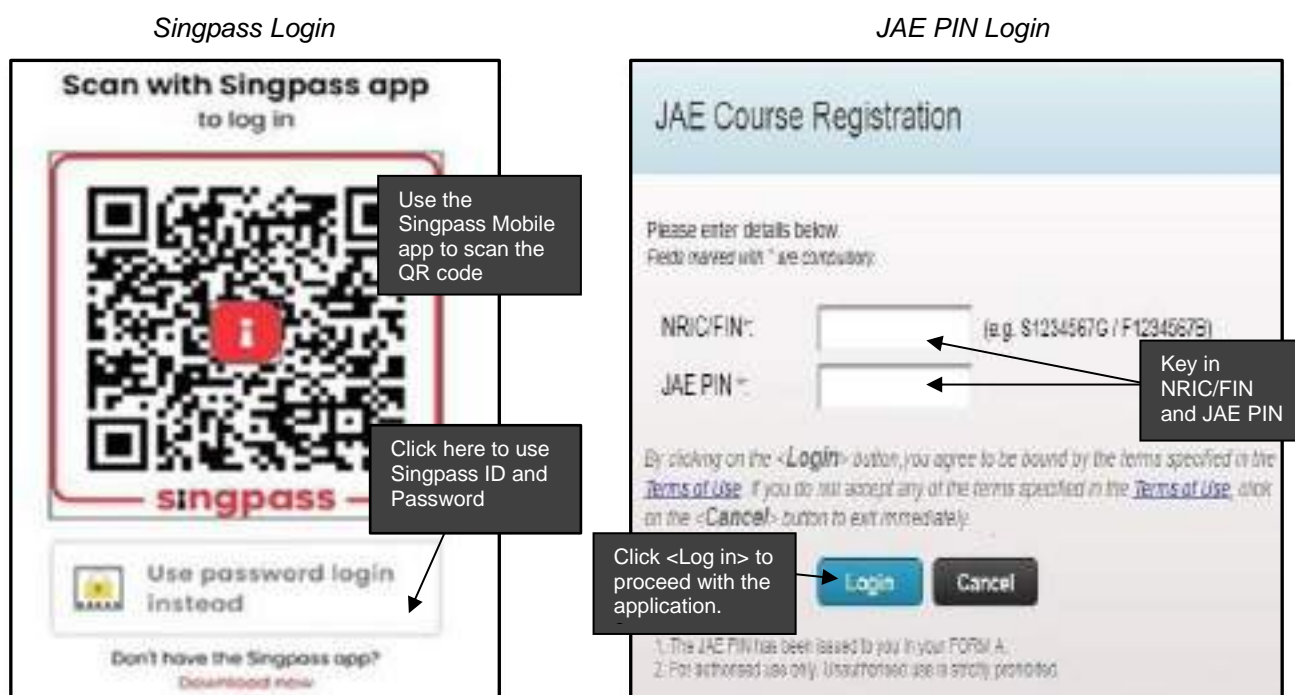 Singpass Login
Scan with Singpass app
to log in
Use the
Singpass Mobile
app to scan the
QR code
Click here to use
Singpass ID and
Password
singpass
Use password login
instead
Don't have the Singpass app?
Download now
JAE PIN Login
JAE Course Registration
Please enter details below.
Fields marked with * are compulsory.
NRIC/FIN*:
(e.g. S1234567G / F1234567B)
JAE PIN *:
Key in
NRIC/FIN
and JAE PIN
By clicking on the <Login> button, you agree to be bound by the terms specified in the
Terms of Use. If you do not accept any of the terms specified in the Terms of Use, click
on the <Cancel> button to exit immediately.
Click <Log in> to
proceed with the
application.
Login
Cancel
1. The JAE PIN has been issued to you in your FORM A.
2. For authorised use only. Unauthorised use is strictly prohibited.